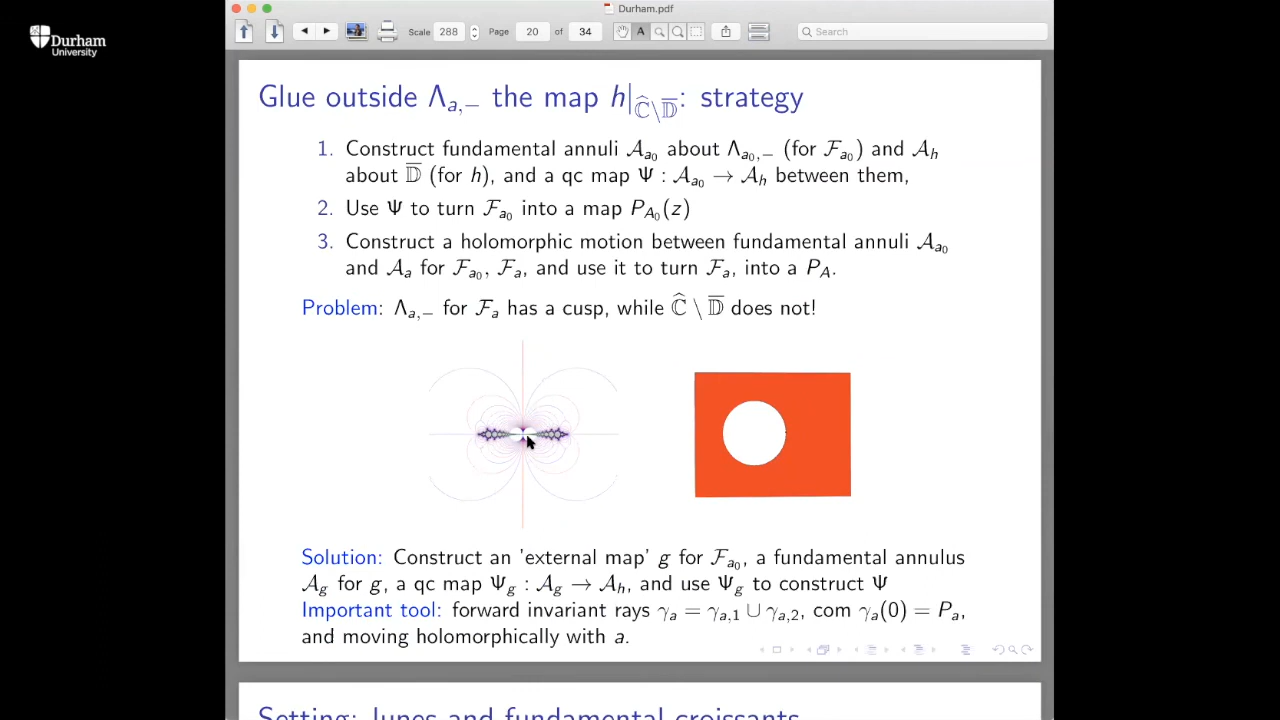 Durham University
Durham.pdf
Scale 288 Page 20 of 34 A Search
Glue outside Λ_{a,−} the map h|_{ℂ̂\𝔻̄}: strategy
1. Construct fundamental annuli 𝒜_{a₀} about Λ_{a₀,−} (for ℱ_{a₀}) and 𝒜_h
about 𝔻̄ (for h), and a qc map Ψ : 𝒜_{a₀} → 𝒜_h between them,
2. Use Ψ to turn ℱ_{a₀} into a map P_{A₀}(z)
3. Construct a holomorphic motion between fundamental annuli 𝒜_{a₀}
and 𝒜_a for ℱ_{a₀}, ℱ_a, and use it to turn ℱ_a, into a P_A.
Problem: Λ_{a,−} for ℱ_a has a cusp, while ℂ̂ \ 𝔻̄ does not!
Solution: Construct an 'external map' g for ℱ_{a₀}, a fundamental annulus
𝒜_g for g, a qc map Ψ_g : 𝒜_g → 𝒜_h, and use Ψ_g to construct Ψ
Important tool: forward invariant rays γ_a = γ_{a,1} ∪ γ_{a,2}, com γ_a(0) = P_a,
and moving holomorphically with a.
Setting: lunes and fundamental croissants